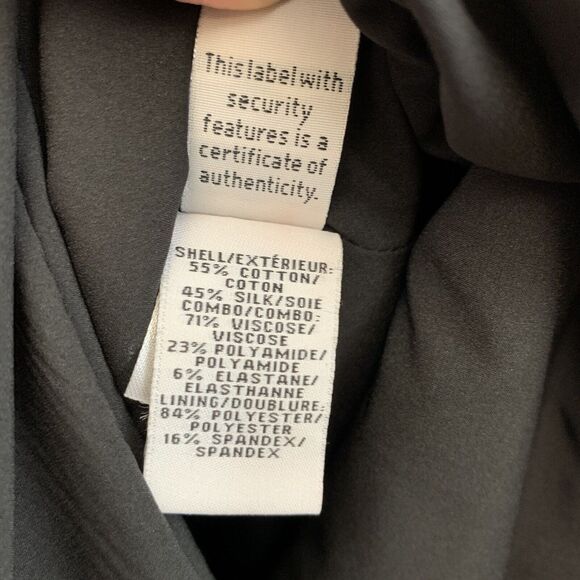 This label with
security
features is a
certificate of
authenticity.
SHELL/EXTÉRIEUR:
55% COTTON/
COTON
45% SILK/SOIE
COMBO/COMBO:
71% VISCOSE/
VISCOSE
23% POLYAMIDE/
POLYAMIDE
6% ELASTANE/
ELASTHANNE
LINING/DOUBLURE:
84% POLYESTER/
POLYESTER
16% SPANDEX/
SPANDEX